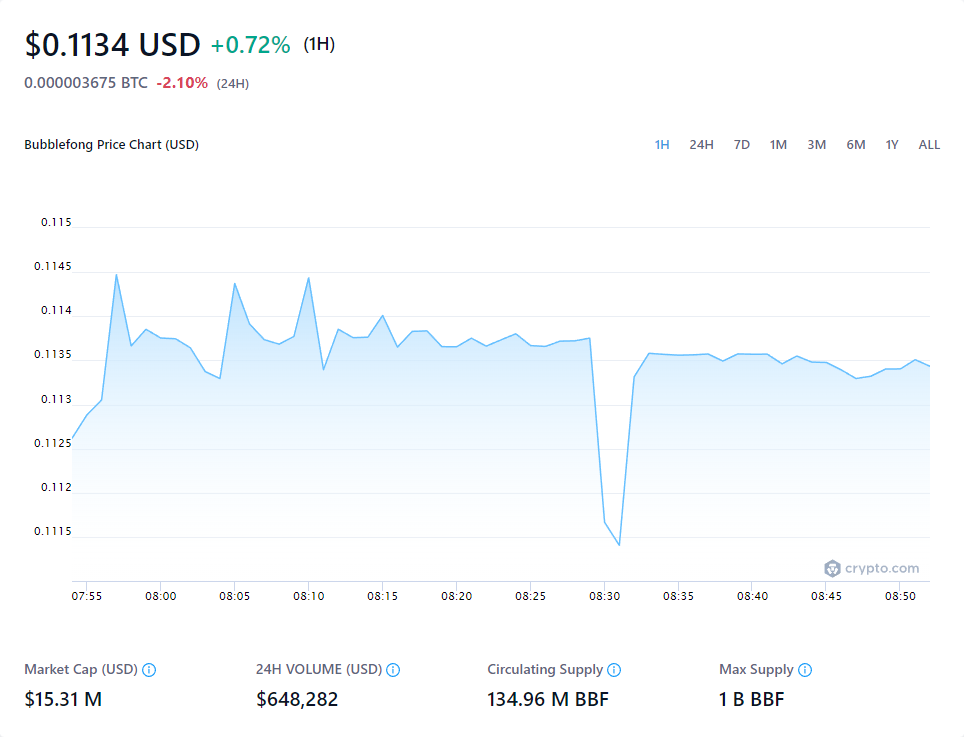 $0.1134 USD +0.72% (1H)
0.000003675 BTC -2.10% (24H)
Bubblefong Price Chart (USD)
1H 24H 7D 1M 3M 6M 1Y ALL
0.115
0.1145
0.114
0.1135
0.113
0.1125
0.112
0.1115
crypto.com
07:55 08:00 08:05 08:10 08:15 08:20 08:25 08:30 08:35 08:40 08:45 08:50
Market Cap (USD) 24H VOLUME (USD) Circulating Supply Max Supply
$15.31 M $648,282 134.96 M BBF 1 B BBF